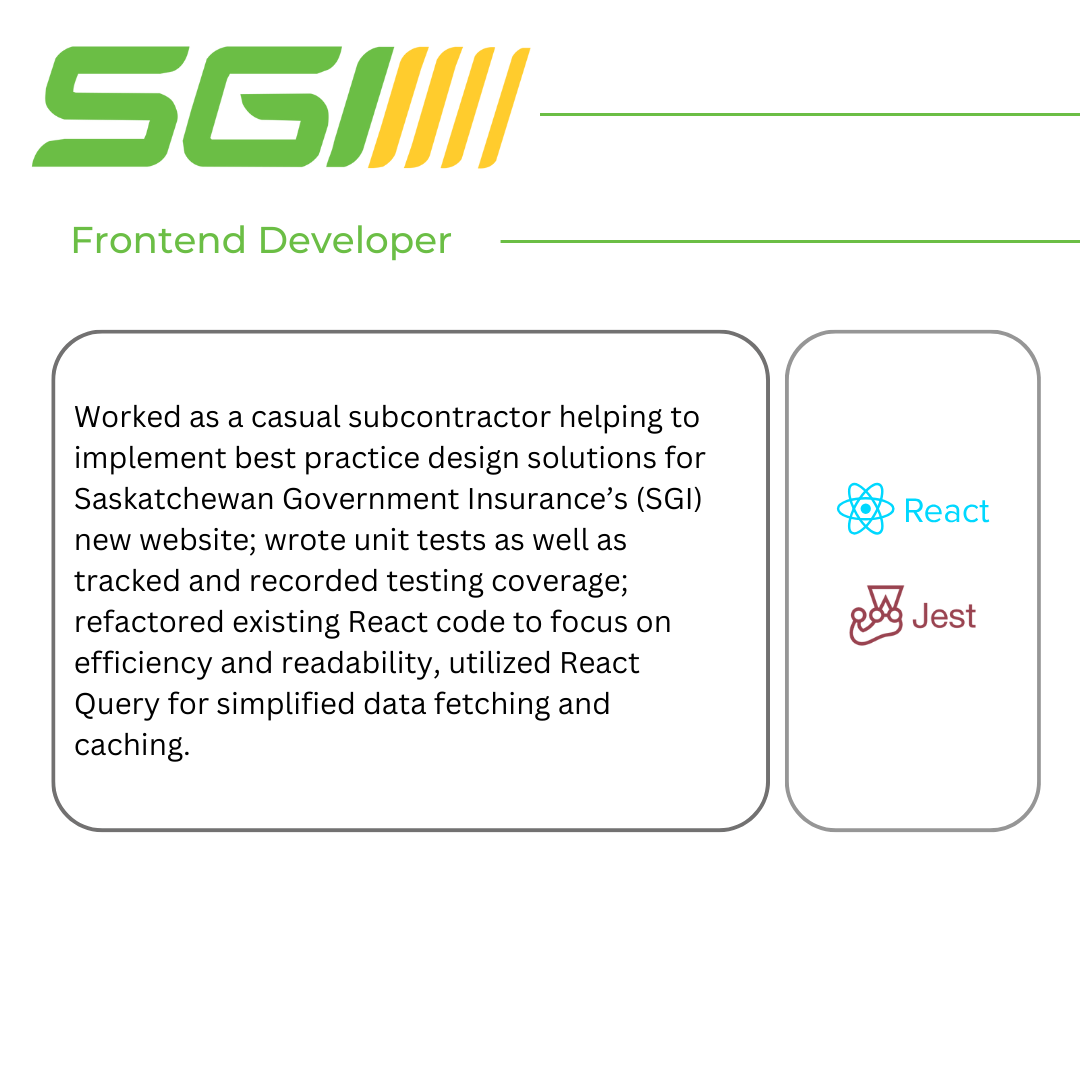 SGI
Frontend Developer
Worked as a casual subcontractor helping to
implement best practice design solutions for
Saskatchewan Government Insurance’s (SGI)
new website; wrote unit tests as well as
tracked and recorded testing coverage;
refactored existing React code to focus on
efficiency and readability, utilized React
Query for simplified data fetching and
caching.
React
Jest